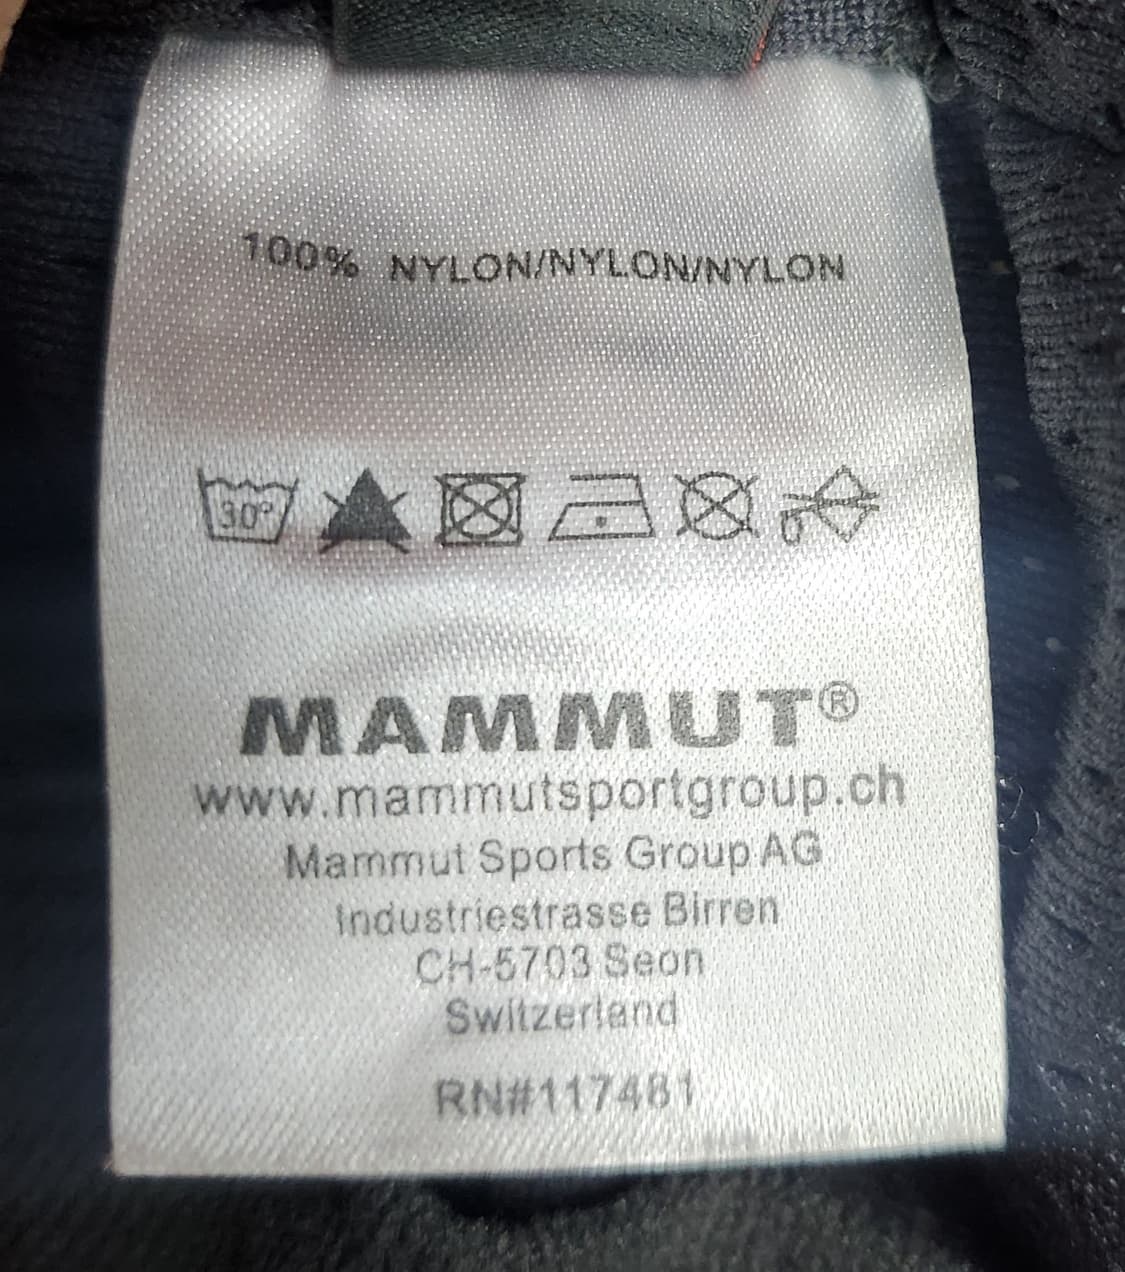 100% NYLON/NYLON/NYLON
30°
MAMMUT®
www.mammutsportgroup.ch
Mammut Sports Group AG
Industriestrasse Birren
CH-5703 Seon
Switzerland
RN#117481